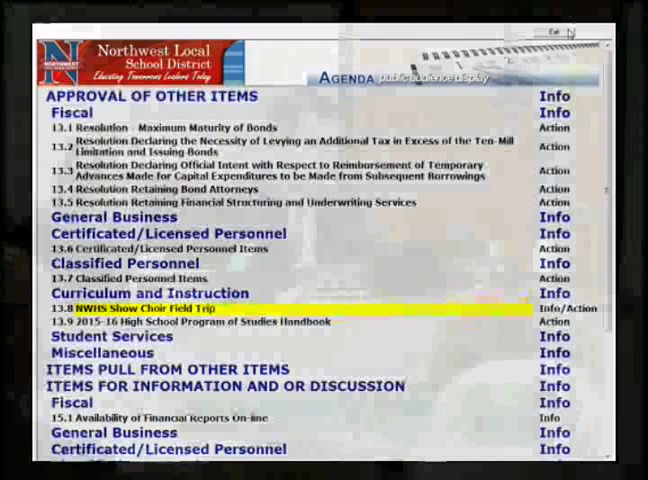 Exit
NORTHWEST
Northwest Local
School District
Educating Tomorrows Leaders Today
AGENDA public audience display
APPROVAL OF OTHER ITEMS Info
Fiscal Info
13.1 Resolution - Maximum Maturity of Bonds Action
13.2 Resolution Declaring the Necessity of Levying an Additional Tax in Excess of the Ten-Mill
Limitation and Issuing Bonds Action
13.3 Resolution Declaring Official Intent with Respect to Reimbursement of Temporary
Advances Made for Capital Expenditures to be Made from Subsequent Borrowings Action
13.4 Resolution Retaining Bond Attorneys Action
13.5 Resolution Retaining Financial Structuring and Underwriting Services Action
General Business Info
Certificated/Licensed Personnel Info
13.6 Certificated/Licensed Personnel Items Action
Classified Personnel Info
13.7 Classified Personnel Items Action
Curriculum and Instruction Info
13.8 NWHS Show Choir Field Trip Info/Action
13.9 2015-16 High School Program of Studies Handbook Action
Student Services Info
Miscellaneous Info
ITEMS PULL FROM OTHER ITEMS Info
ITEMS FOR INFORMATION AND OR DISCUSSION Info
Fiscal Info
15.1 Availability of Financial Reports On-line Info
General Business Info
Certificated/Licensed Personnel Info